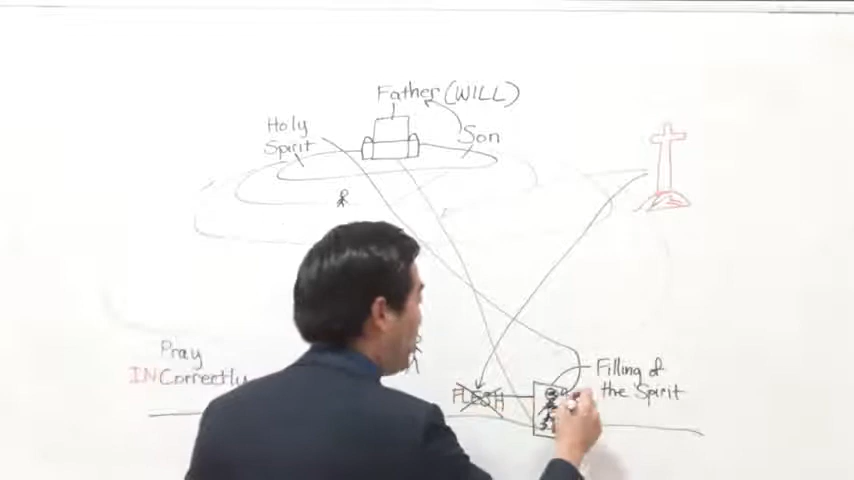 Father (WILL)
Holy
Spirit
Son
Pray
INCorrectly
FLESH
Filling of
the Spirit